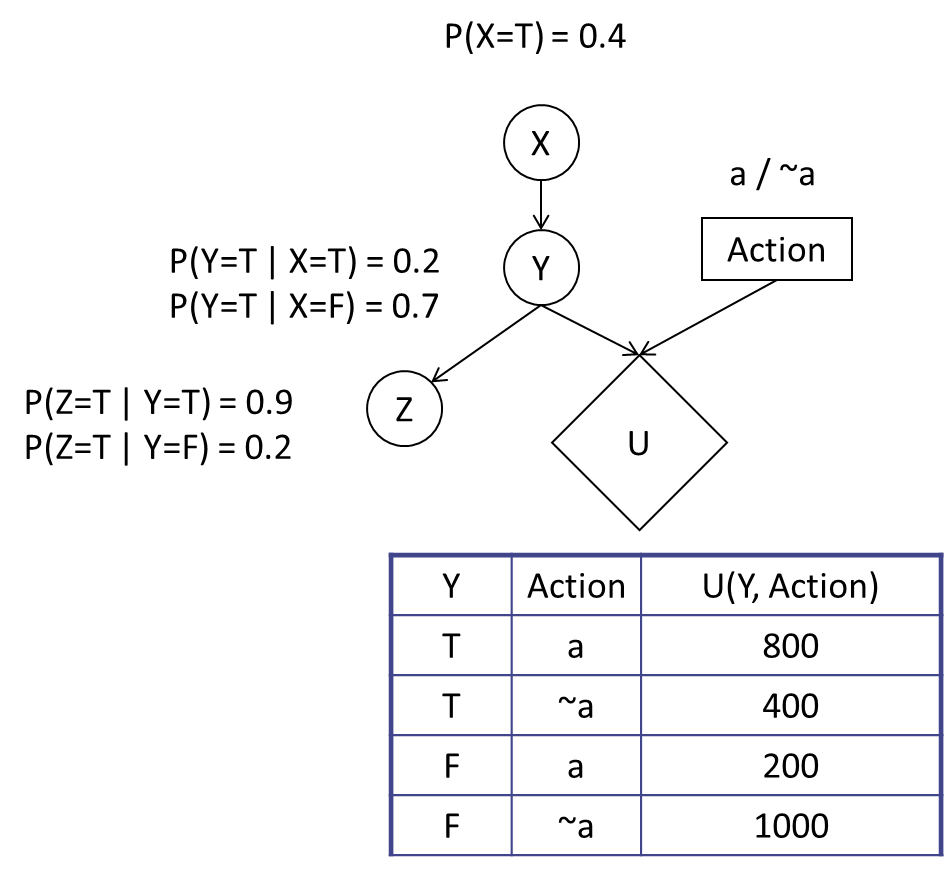 P(X=T) = 0.4
X
a / ~a
Action
P(Y=T | X=T) = 0.2
P(Y=T | X=F) = 0.7
Y
P(Z=T | Y=T) = 0.9
P(Z=T | Y=F) = 0.2
Z
U
Y Action U(Y, Action)
T a 800
T ~a 400
F a 200
F ~a 1000